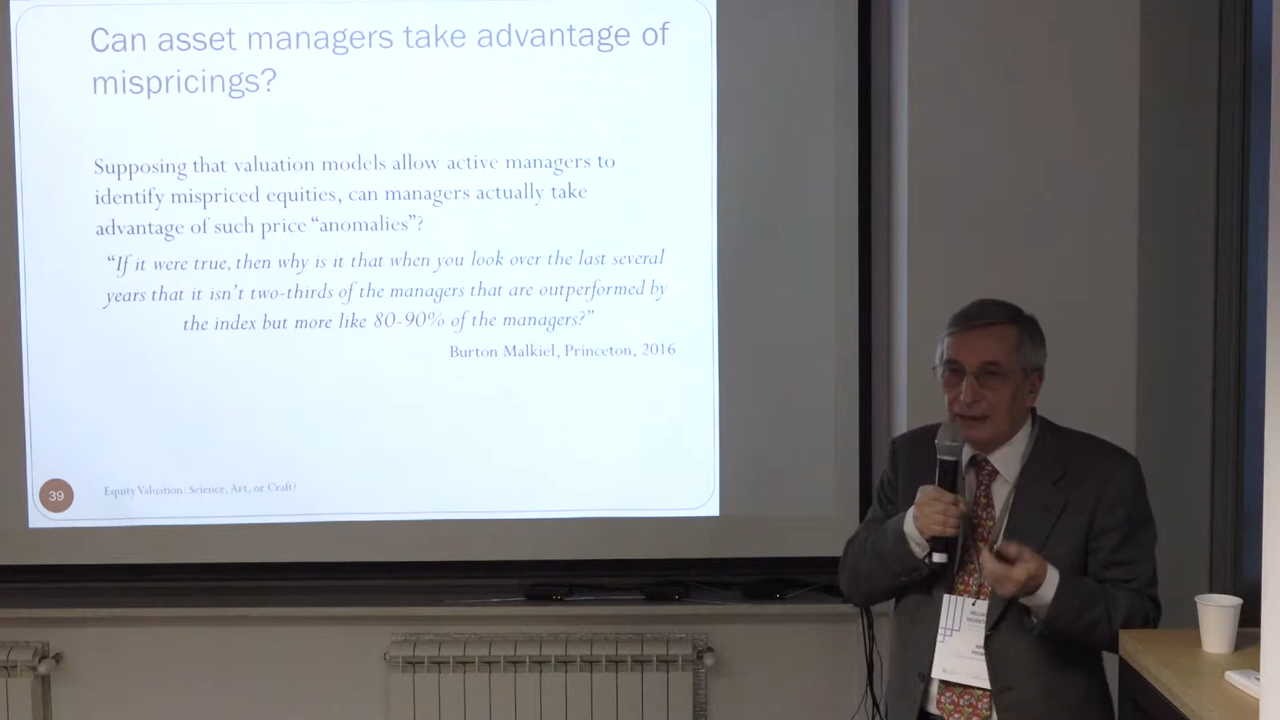 Can asset managers take advantage of
mispricings?
Supposing that valuation models allow active managers to
identify mispriced equities, can managers actually take
advantage of such price “anomalies”?
“If it were true, then why is it that when you look over the last several
years that it isn’t two-thirds of the managers that are outperformed by
the index but more like 80-90% of the managers?”
Burton Malkiel, Princeton, 2016
39
Equity Valuation: Science, Art, or Craft?